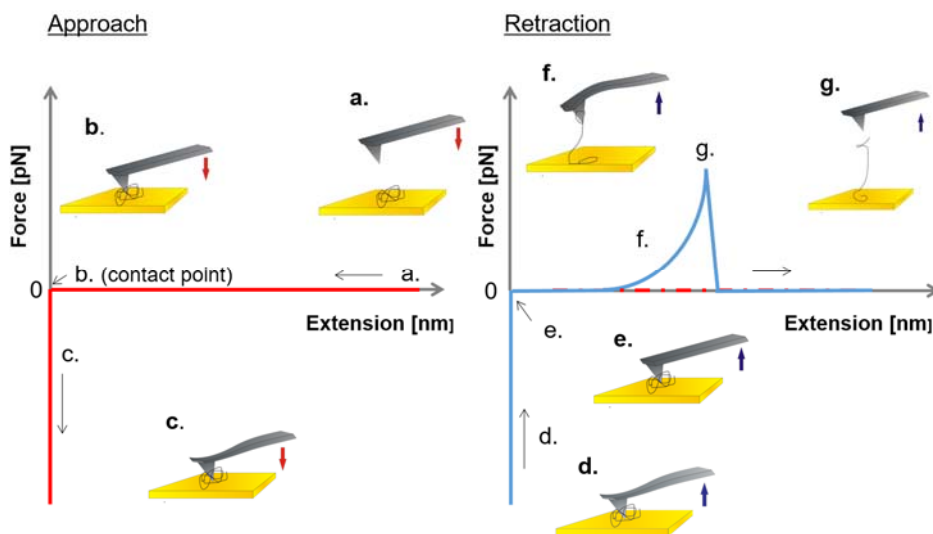 Approach
Retraction
f.
g.
a.
b.
g.
Force [pN]
Force [pN]
f.
b. (contact point)
a.
0
0
Extension [nm]
Extension [nm]
e.
e.
c.
c.
d.
d.